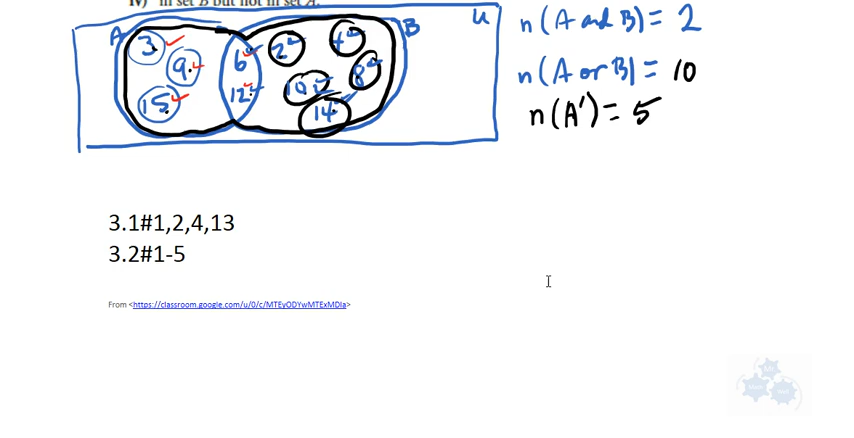 iv) in set B but not in set A.
A B U
3 6 2 4
9 8
12 10
15 14
n(A and B) = 2
n(A or B) = 10
n(A') = 5
3.1#1,2,4,13
3.2#1-5
From <https://classroom.google.com/u/0/c/MTEyODYwMTExMDIa>